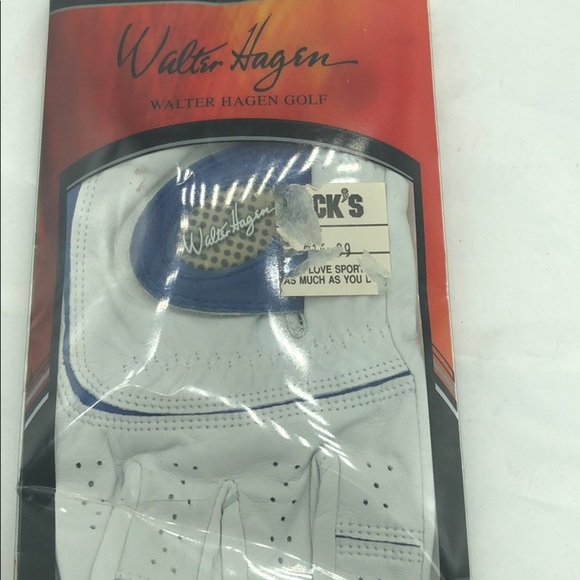 Walter Hagen
WALTER HAGEN GOLF
Walter Hagen
CK'S
LOVE SPORT
AS MUCH AS YOU D